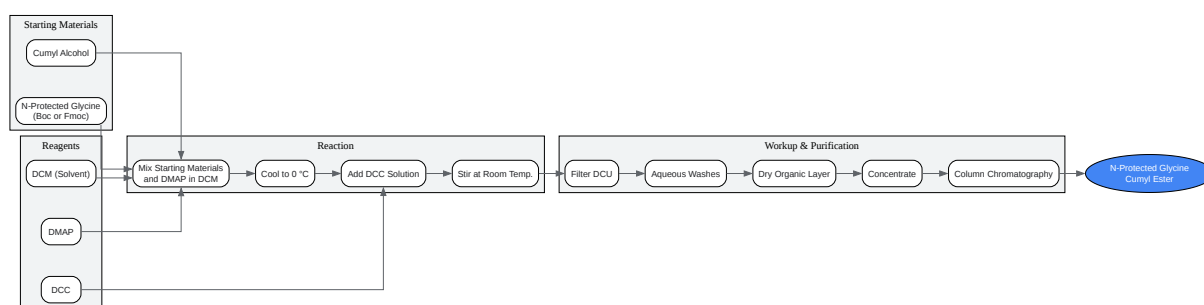 Starting Materials
Cumyl Alcohol
N-Protected Glycine
(Boc or Fmoc)
Reagents
DCM (Solvent)
DMAP
DCC
Reaction
Mix Starting Materials
and DMAP in DCM
Cool to 0 °C
Add DCC Solution
Stir at Room Temp.
Workup & Purification
Filter DCU
Aqueous Washes
Dry Organic Layer
Concentrate
Column Chromatography
N-Protected Glycine
Cumyl Ester